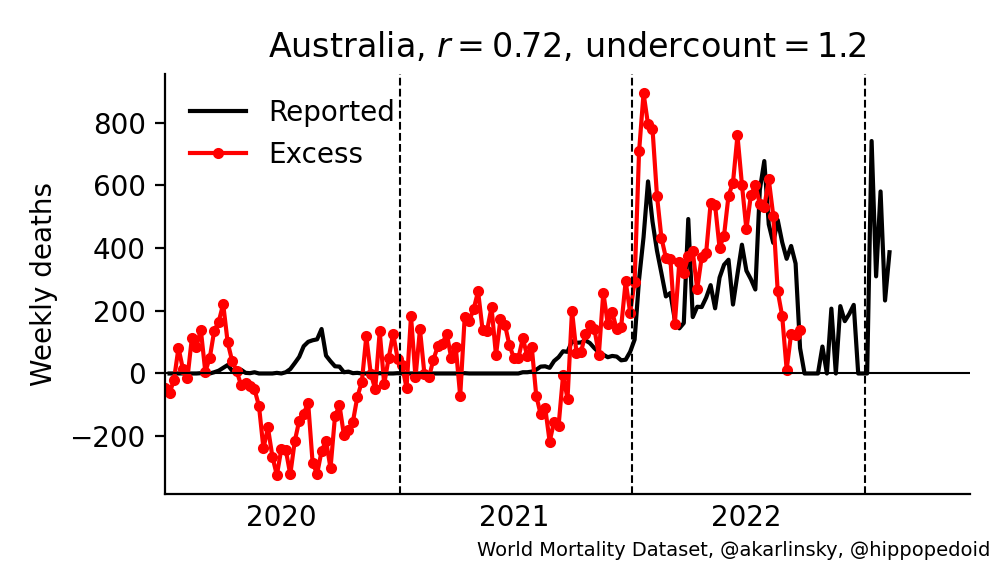 Australia, r = 0.72, undercount = 1.2
Reported
Excess
Weekly deaths
800
600
400
200
0
−200
2020 2021 2022
World Mortality Dataset, @akarlinsky, @hippopedoid